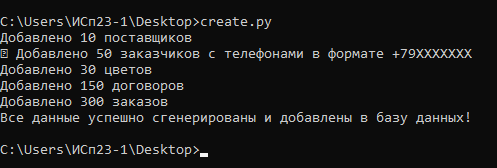 C:\Users\ИСп23-1\Desktop>create.py
Добавлено 10 поставщиков
Добавлено 50 заказчиков с телефонами в формате +79XXXXXXX
Добавлено 30 цветов
Добавлено 150 договоров
Добавлено 300 заказов
Все данные успешно сгенерированы и добавлены в базу данных!
C:\Users\ИСп23-1\Desktop>